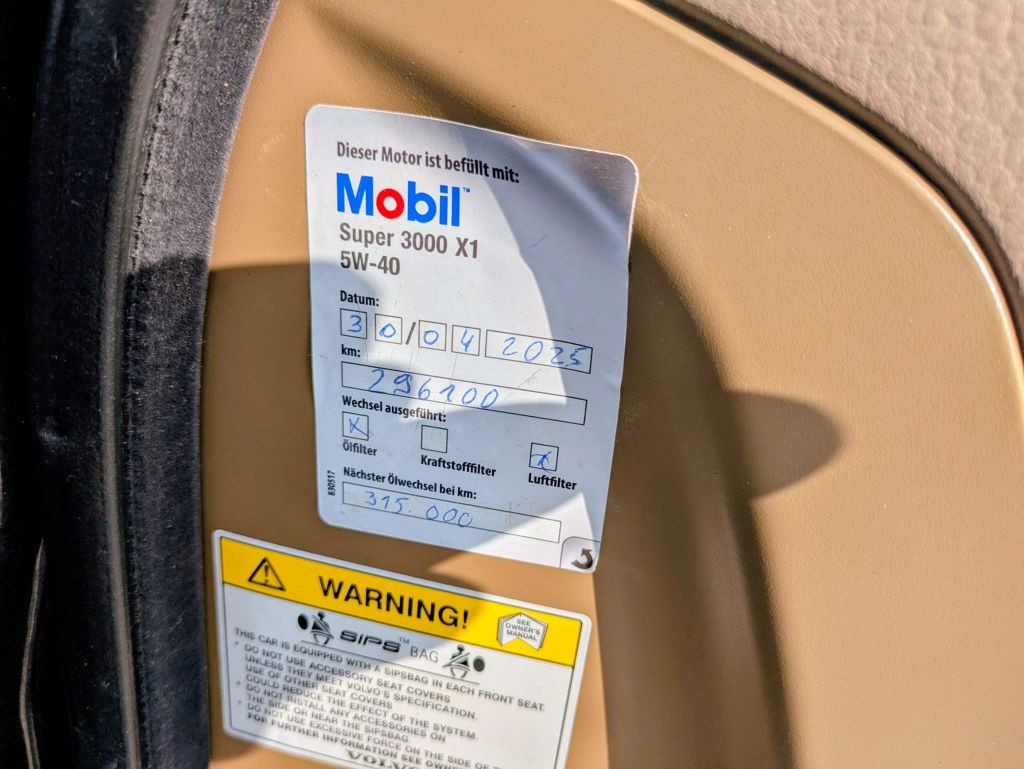 Dieser Motor ist befüllt mit:
Mobil™
Super 3000 X1
5W-40
Datum:
30/04 2025
km:
296100
Wechsel ausgeführt:
x x
Ölfilter Kraftstofffilter Luftfilter
Nächster Ölwechsel bei km:
315.000
830517
WARNING!
SEE OWNER'S MANUAL
SIPS™ BAG
THIS CAR IS EQUIPPED WITH A SIPSBAG IN EACH FRONT SEAT.
* DO NOT USE ACCESSORY SEAT COVERS
UNLESS THEY MEET VOLVO'S SPECIFICATION.
USE OF OTHER SEAT COVERS
COULD REDUCE THE EFFECT OF THE SYSTEM.
* DO NOT INSTALL ANY ACCESSORIES ON
THE SIDE OR NEAR THE SIPSBAG.
* DO NOT USE EXCESSIVE FORCE ON THE SIDE OF
FOR FURTHER INFORMATION SEE OWNER
VOLVO